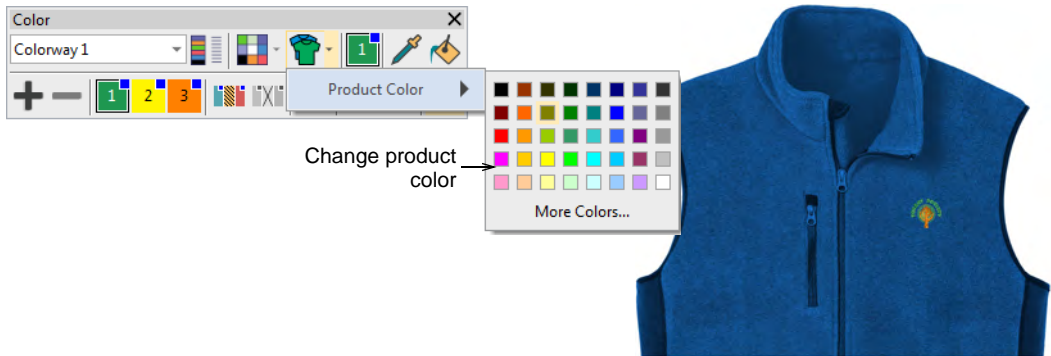 Color
Colorway 1
1
1 2 3
Product Color
Change product
color
More Colors...